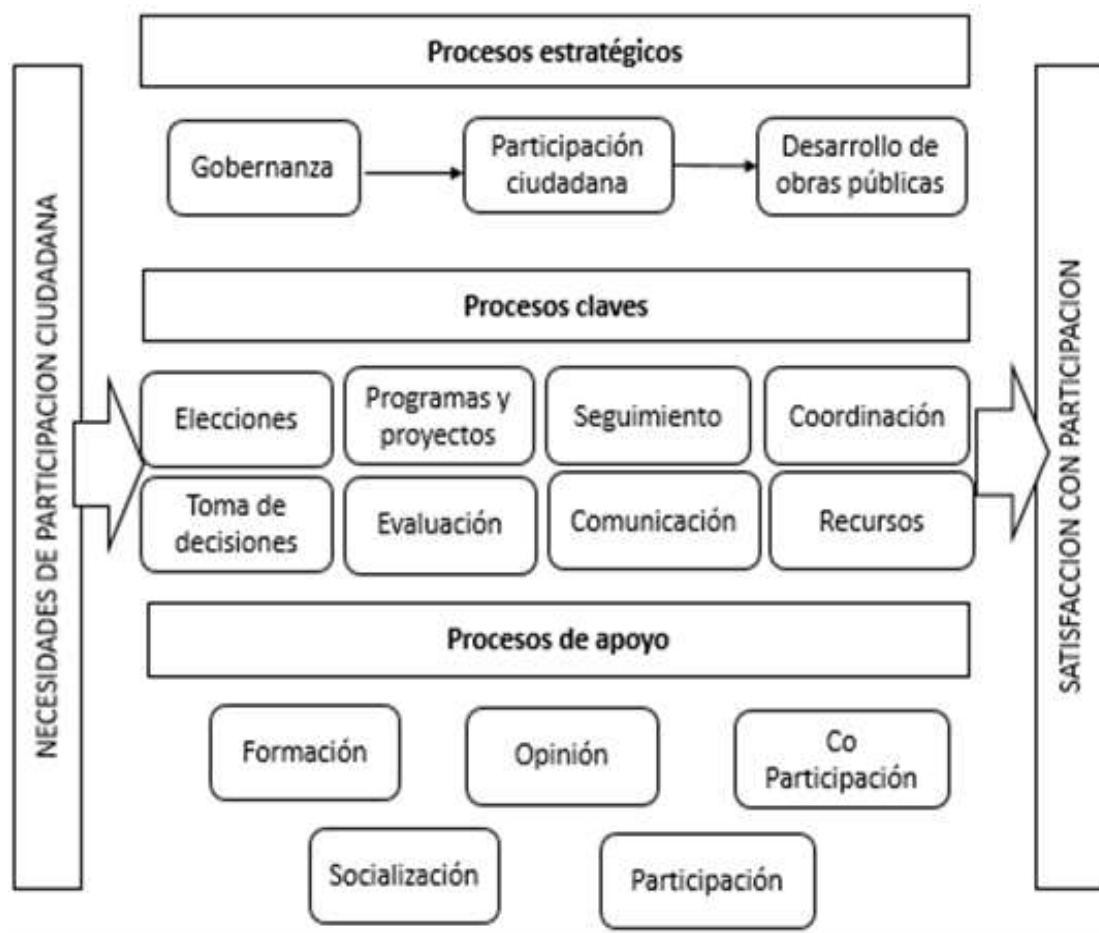 Procesos estratégicos
NECESIDADES DE PARTICIPACION CIUDADANA
Gobernanza
Participación
ciudadana
Desarrollo de
obras públicas
SATISFACCION CON PARTICIPACION
Procesos claves
Elecciones
Programas y
proyectos
Seguimiento
Coordinación
Toma de
decisiones
Evaluación
Comunicación
Recursos
Procesos de apoyo
Formación
Opinión
Co
Participación
Socialización
Participación